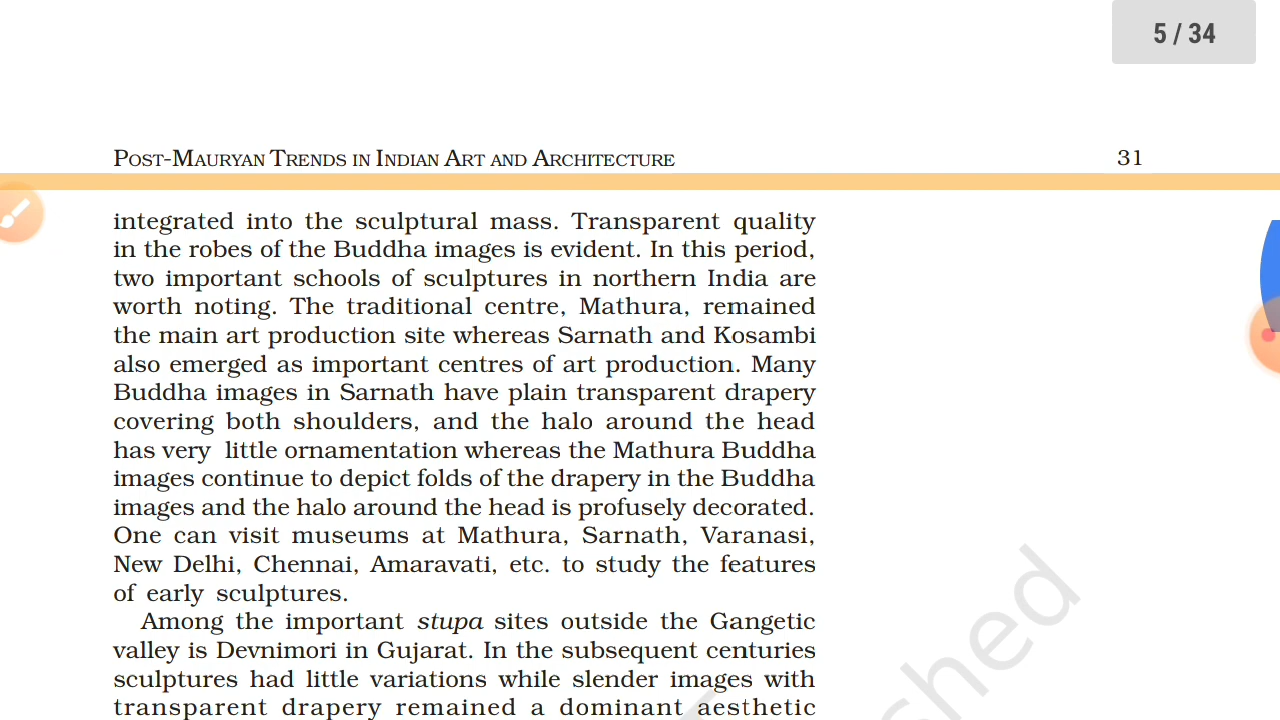 5 / 34
POST-MAURYAN TRENDS IN INDIAN ART AND ARCHITECTURE 31
integrated into the sculptural mass. Transparent quality
in the robes of the Buddha images is evident. In this period,
two important schools of sculptures in northern India are
worth noting. The traditional centre, Mathura, remained
the main art production site whereas Sarnath and Kosambi
also emerged as important centres of art production. Many
Buddha images in Sarnath have plain transparent drapery
covering both shoulders, and the halo around the head
has very little ornamentation whereas the Mathura Buddha
images continue to depict folds of the drapery in the Buddha
images and the halo around the head is profusely decorated.
One can visit museums at Mathura, Sarnath, Varanasi,
New Delhi, Chennai, Amaravati, etc. to study the features
of early sculptures.
Among the important stupa sites outside the Gangetic
valley is Devnimori in Gujarat. In the subsequent centuries
sculptures had little variations while slender images with
transparent drapery remained a dominant aesthetic